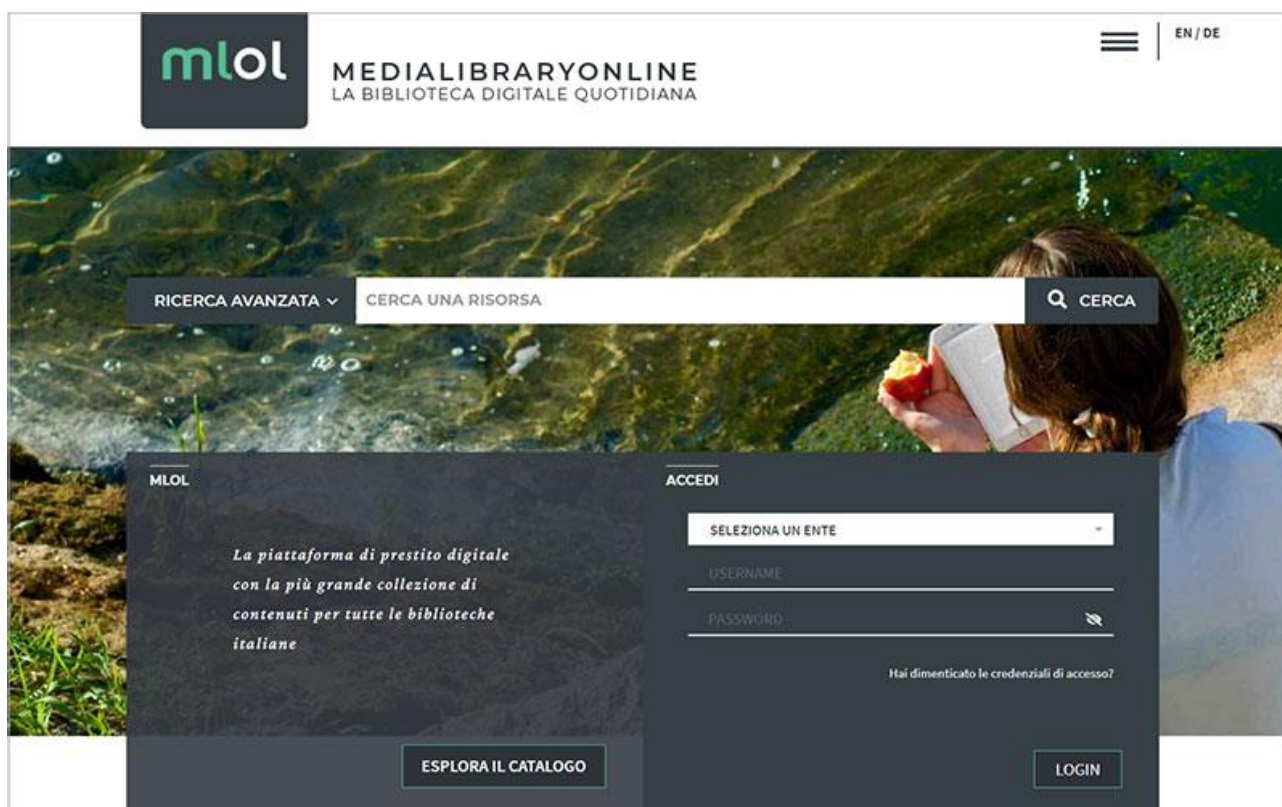 mlol
MEDIALIBRARYONLINE
LA BIBLIOTECA DIGITALE QUOTIDIANA
EN / DE
RICERCA AVANZATA
CERCA UNA RISORSA
CERCA
MLOL
La piattaforma di prestito digitale
con la più grande collezione di
contenuti per tutte le biblioteche
italiane
ESPLORA IL CATALOGO
ACCEDI
SELEZIONA UN ENTE
USERNAME
PASSWORD
Hai dimenticato le credenziali di accesso?
LOGIN